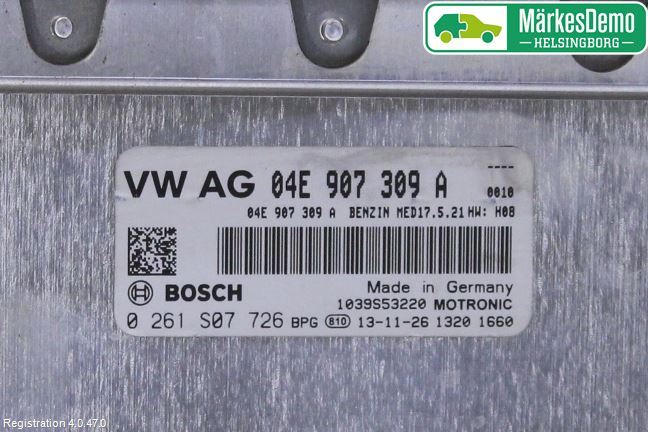 MärkesDemo
HELSINGBORG
VW AG 04E 907 309 A
----
0010
04E 907 309 A BENZIN MED17.5.21 HW: H08
Made in Germany
BOSCH
1039S53220 MOTRONIC
0 261 S07 726 BPG 810 13-11-26 1320 1660
Registration 4.0.47.0